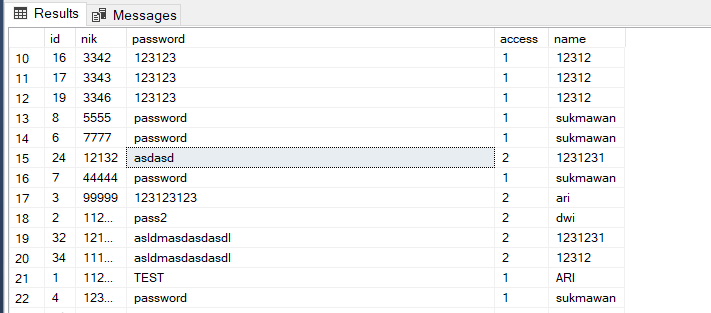 Results Messages
id nik password access name
10 16 3342 123123 1 12312
11 17 3343 123123 1 12312
12 19 3346 123123 1 12312
13 8 5555 password 1 sukmawan
14 6 7777 password 1 sukmawan
15 24 12132 asdasd 2 1231231
16 7 44444 password 1 sukmawan
17 3 99999 123123123 2 ari
18 2 112... pass2 2 dwi
19 32 121... asldmasdasdasdl 2 1231231
20 34 111... asldmasdasdasdl 2 12312
21 1 112... TEST 1 ARI
22 4 123... password 1 sukmawan